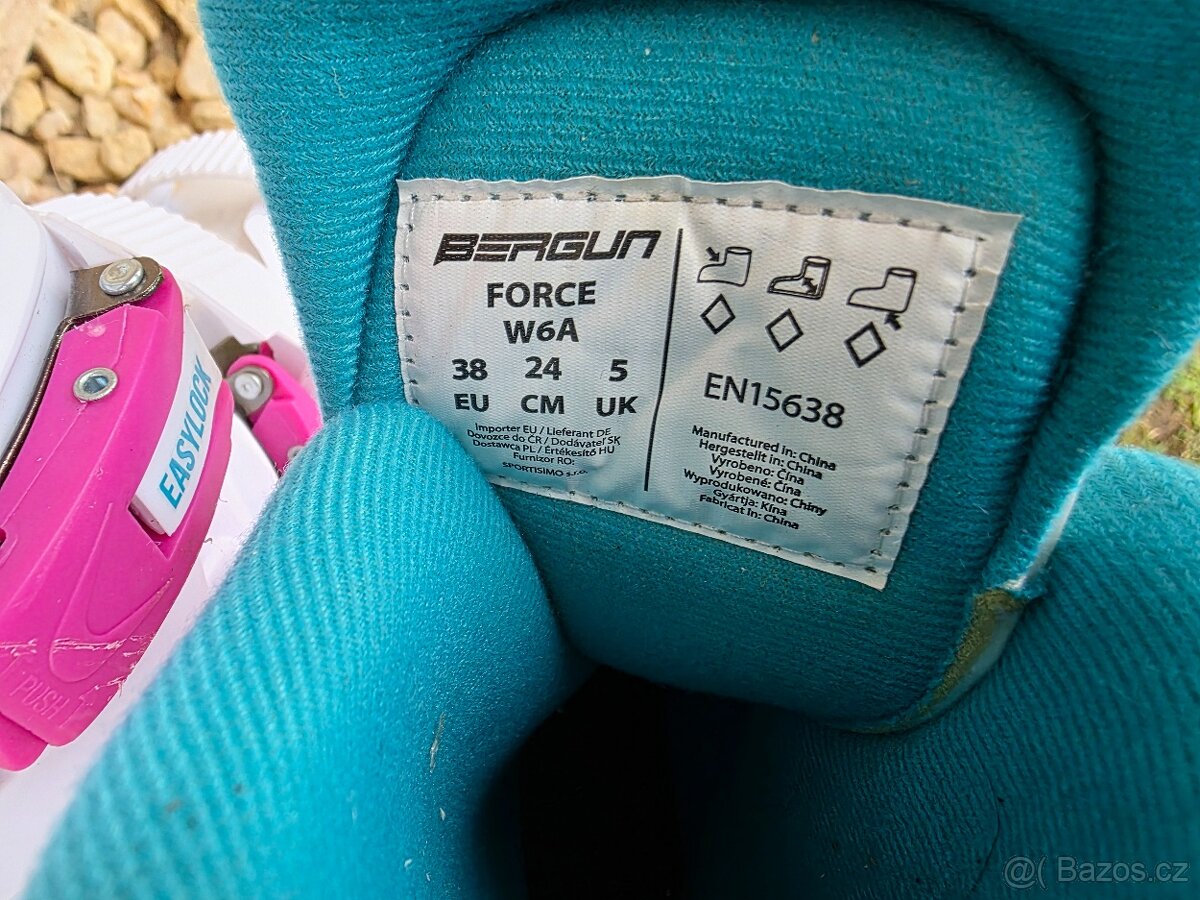 BERGUN
FORCE
W6A
38 24 5
EU CM UK
Importer EU / Lieferant DE
Dovozce do ČR / Dodávateľ SK
Dostawca PL / Értékesítő HU
Furnizor RO:
SPORTISIMO s.r.o.
EN15638
Manufactured in: China
Hergestellt in: China
Vyrobeno: Čína
Vyrobené: Čína
Wyprodukowano: Chiny
Gyártja: Kína
Fabricat în: China
EASYLOCK
PUSH
@( Bazos.cz